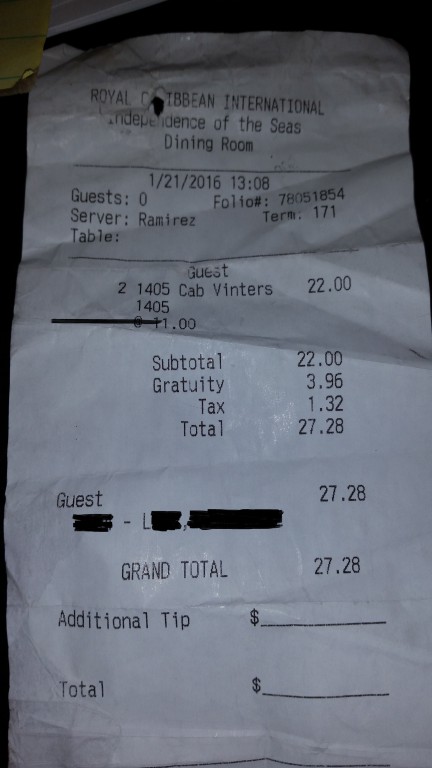 ROYAL C IBBEAN INTERNATIONAL
Independence of the Seas
Dining Room
1/21/2016 13:08
Guests: 0 Folio#: 78051854
Server: Ramirez Term. 171
Table:
Guest
2 1405 Cab Vinters 22.00
1405
@ 11.00
Subtotal 22.00
Gratuity 3.96
Tax 1.32
Total 27.28
Guest 27.28
- L ,
GRAND TOTAL 27.28
Additional Tip $
Total $